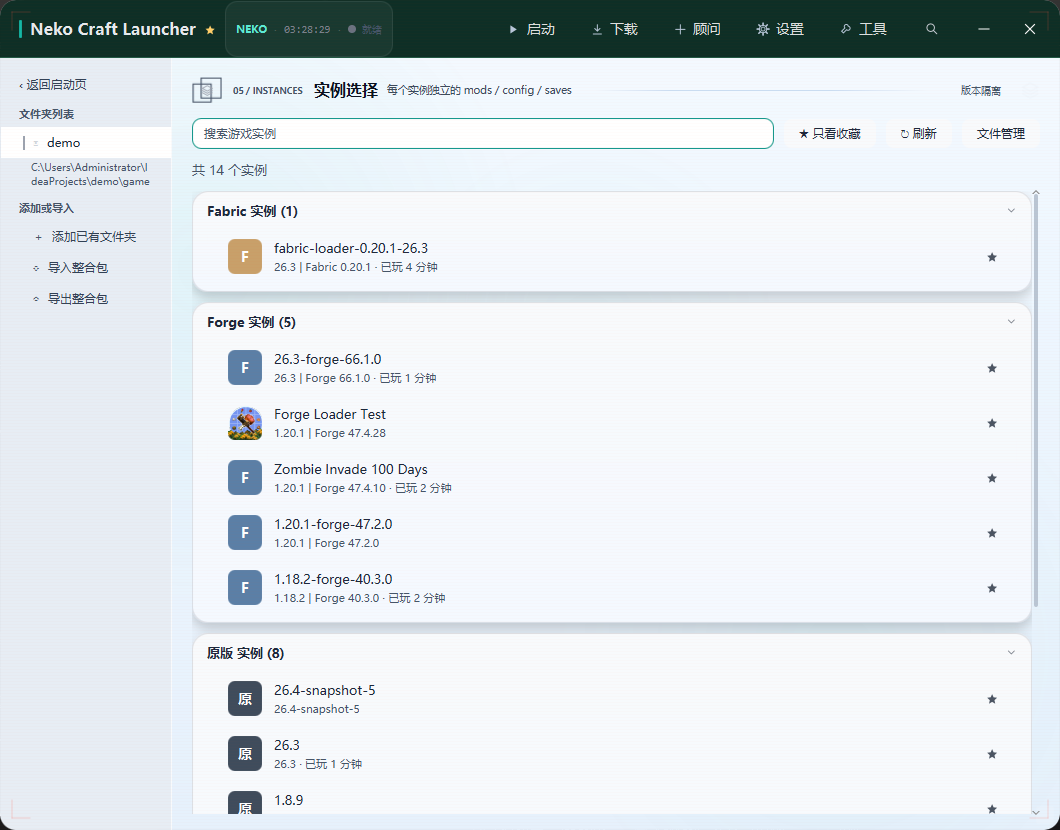 Neko Craft Launcher ★
NEKO · 03:28:29 · 就绪
启动
下载
顾问
设置
工具
‹ 返回启动页
文件夹列表
demo
C:\Users\Administrator\I
deaProjects\demo\game
添加或导入
+ 添加已有文件夹
导入整合包
导出整合包
05 / INSTANCES
实例选择
每个实例独立的 mods / config / saves
版本隔离
搜索游戏实例
★ 只看收藏
↻ 刷新
文件管理
共 14 个实例
Fabric 实例 (1)
F
fabric-loader-0.20.1-26.3
26.3 | Fabric 0.20.1 · 已玩 4 分钟
Forge 实例 (5)
F
26.3-forge-66.1.0
26.3 | Forge 66.1.0 · 已玩 1 分钟
Forge Loader Test
1.20.1 | Forge 47.4.28
F
Zombie Invade 100 Days
1.20.1 | Forge 47.4.10 · 已玩 2 分钟
F
1.20.1-forge-47.2.0
1.20.1 | Forge 47.2.0
F
1.18.2-forge-40.3.0
1.18.2 | Forge 40.3.0 · 已玩 2 分钟
原版 实例 (8)
原
26.4-snapshot-5
26.4-snapshot-5
原
26.3
26.3 · 已玩 1 分钟
原
1.8.9